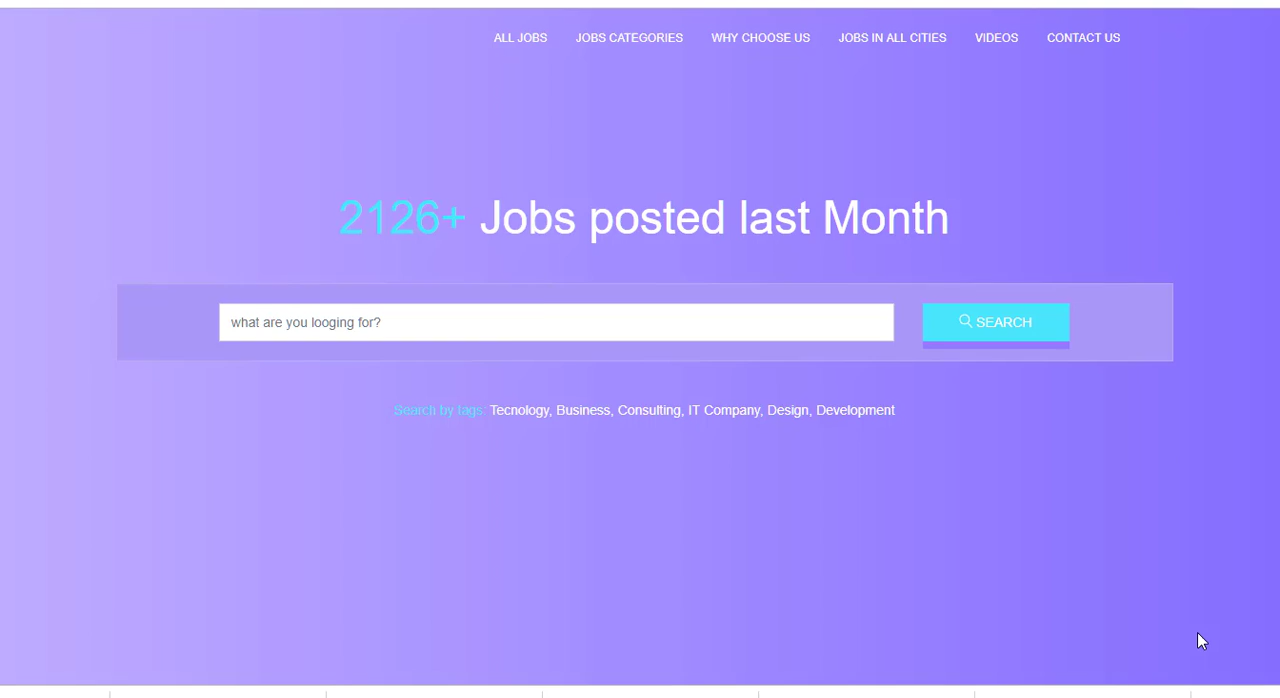 ALL JOBS JOBS CATEGORIES WHY CHOOSE US JOBS IN ALL CITIES VIDEOS CONTACT US
2126+ Jobs posted last Month
what are you looging for?
SEARCH
Search by tags: Tecnology, Business, Consulting, IT Company, Design, Development